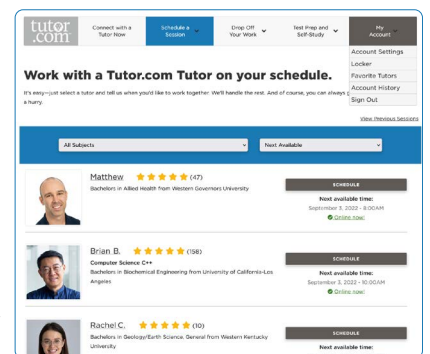 tutor
.com
Connect with a
Tutor Now
Schedule a
Session
Drop Off
Your Work
Test Prep and
Self-Study
My
Account
Account Settings
Locker
Favorite Tutors
Account History
Sign Out
Work with a Tutor.com Tutor on your schedule.
It's easy—just select a tutor and tell us when you'd like to work together. We'll handle the rest. And of course, you can always
a hurry.
View Previous Sessions
All Subjects
Next Available
Matthew (47)
Bachelors in Allied Health from Western Governors University
SCHEDULE
Next available time:
September 3, 2022 - 8:00AM
Online now!
Brian B. (158)
Computer Science C++
Bachelors in Biochemical Engineering from University of California-Los
Angeles
SCHEDULE
Next available time:
September 3, 2022 - 10:00AM
Online now!
Rachel C. (10)
Bachelors in Geology/Earth Science, General from Western Kentucky
University
SCHEDULE
Next available time: